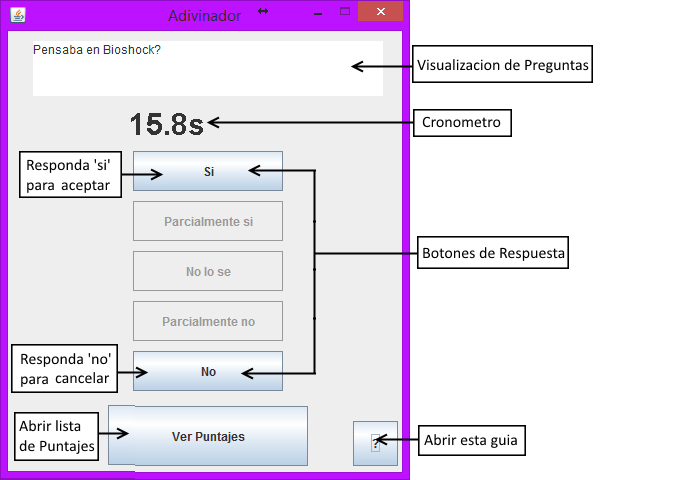 Adivinador
Pensaba en Bioshock?
Visualizacion de Preguntas
15.8s
Cronometro
Responda 'si'
para aceptar
Si
Parcialmente si
No lo se
Botones de Respuesta
Parcialmente no
Responda 'no'
para cancelar
No
Abrir lista
de Puntajes
Ver Puntajes
?
Abrir esta guia